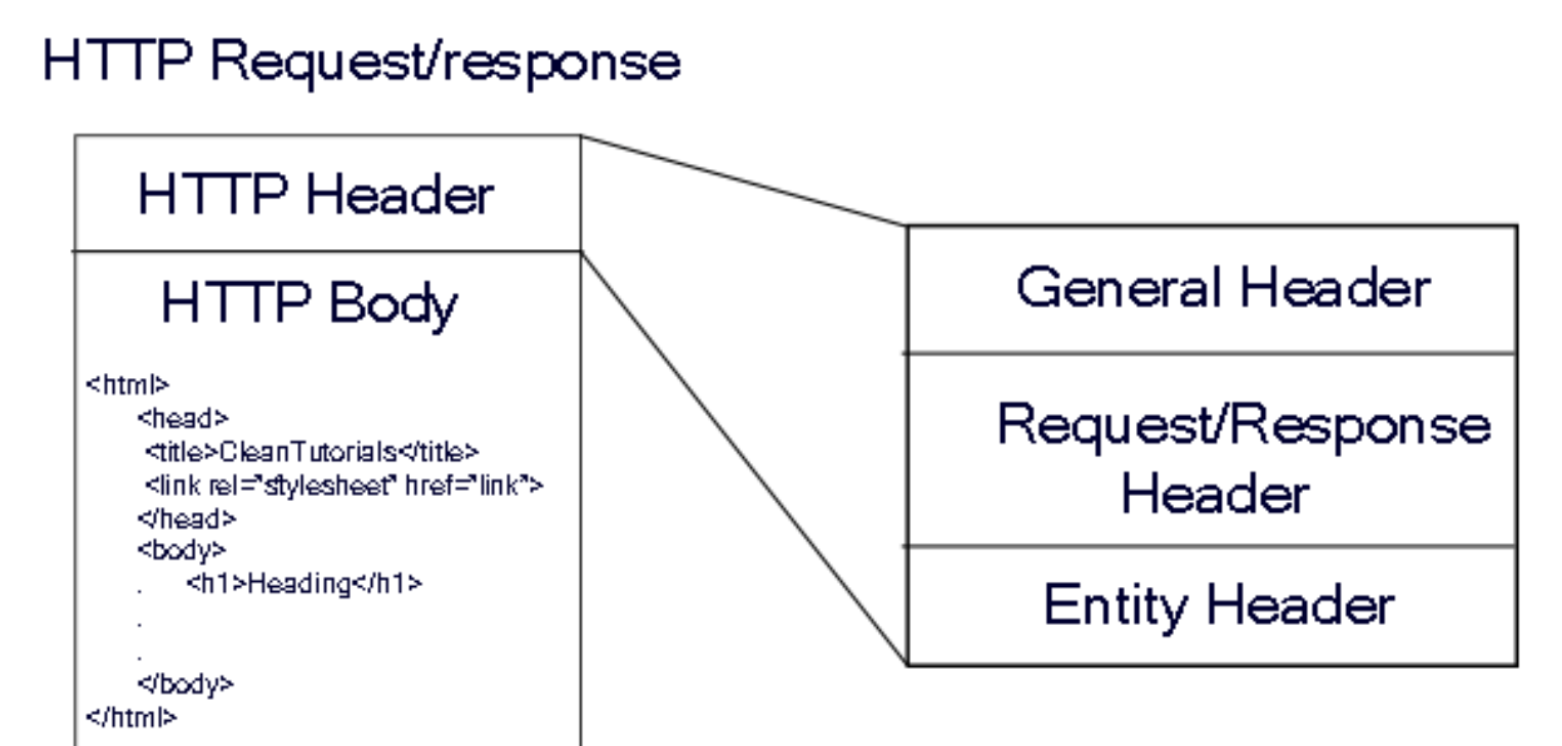 HTTP Request/response
HTTP Header
HTTP Body
<html>
<head>
<title>CleanTutorials</title>
<link rel="stylesheet" href="link">
</head>
<body>
. <h1>Heading</h1>
.
.
</body>
</html>
General Header
Request/Response
Header
Entity Header